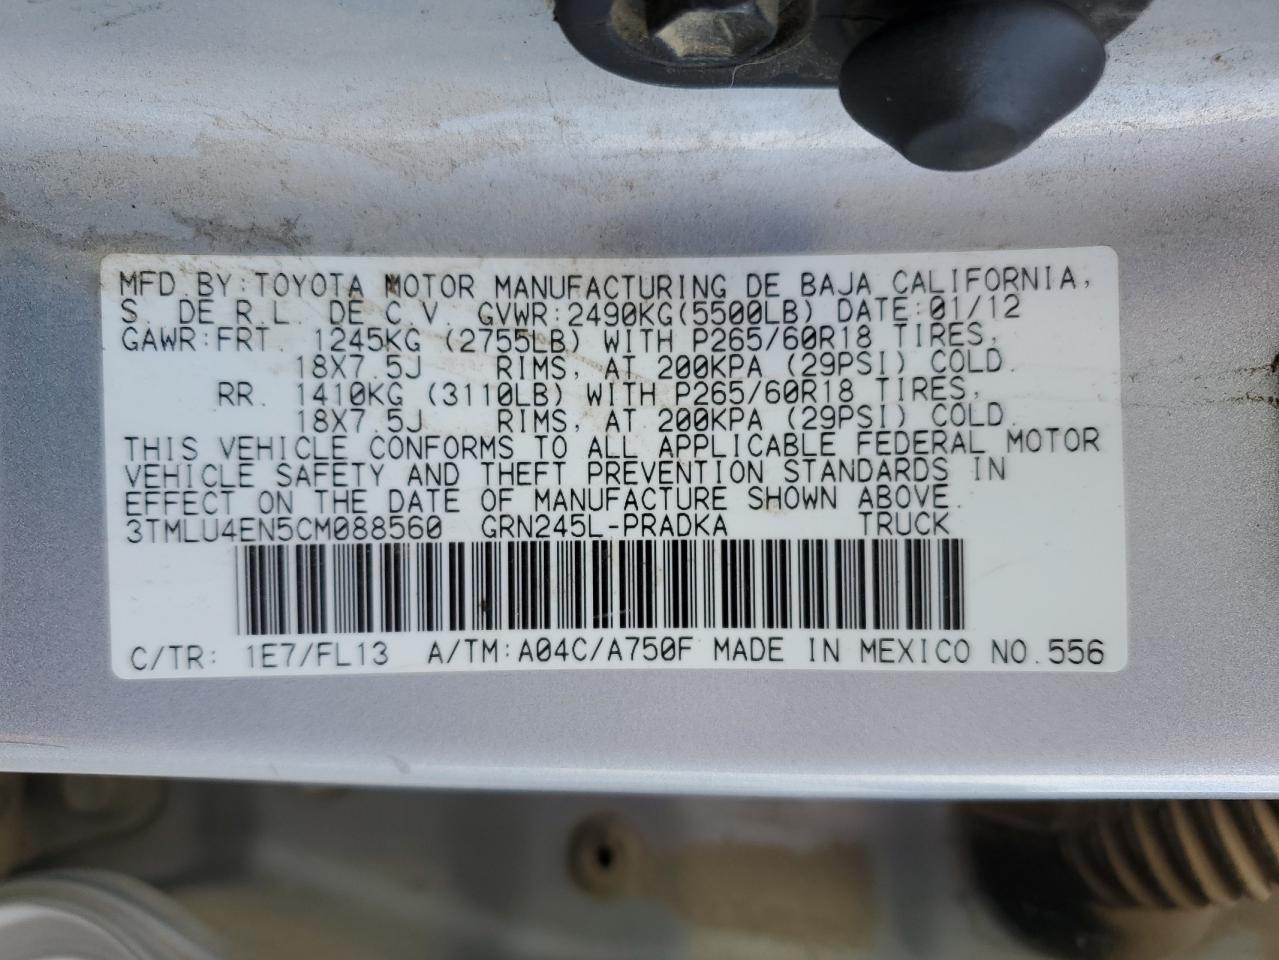 MFD BY:TOYOTA MOTOR MANUFACTURING DE BAJA CALIFORNIA,
S. DE R.L. DE C.V. GVWR:2490KG(5500LB) DATE:01/12
GAWR:FRT. 1245KG (2755LB) WITH P265/60R18 TIRES,
18X7.5J RIMS, AT 200KPA (29PSI) COLD.
RR. 1410KG (3110LB) WITH P265/60R18 TIRES,
18X7.5J RIMS, AT 200KPA (29PSI) COLD.
THIS VEHICLE CONFORMS TO ALL APPLICABLE FEDERAL MOTOR
VEHICLE SAFETY AND THEFT PREVENTION STANDARDS IN
EFFECT ON THE DATE OF MANUFACTURE SHOWN ABOVE.
3TMLU4EN5CM088560 GRN245L-PRADKA TRUCK
C/TR: 1E7/FL13 A/TM:A04C/A750F MADE IN MEXICO NO.556